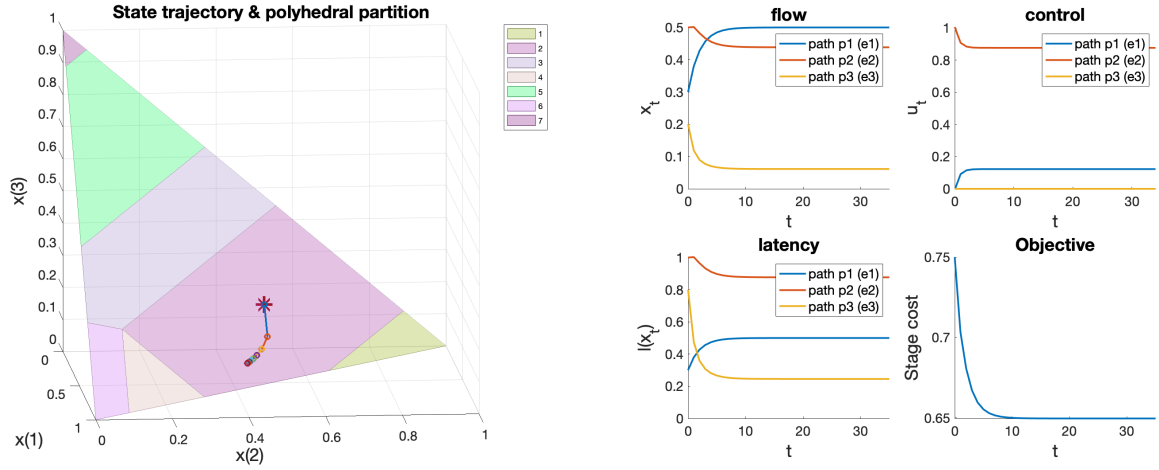 State trajectory & polyhedral partition
1
0.9
0.8
0.7
0.6
0.5
0.4
0.3
0.2
0.1
0
x(3)
0
0.5
1
x(1)
0
0.2
0.4
0.6
0.8
1
x(2)
1
2
3
4
5
6
7
flow
0.5
0.4
0.3
0.2
0.1
0
x_t
path p1 (e1)
path p2 (e2)
path p3 (e3)
0
10
20
30
t
control
1
0.8
0.6
0.4
0.2
0
u_t
path p1 (e1)
path p2 (e2)
path p3 (e3)
0
10
20
30
t
latency
1
0.8
0.6
0.4
0.2
0
l(x_t)
path p1 (e1)
path p2 (e2)
path p3 (e3)
0
10
20
30
t
Objective
0.75
0.7
0.65
Stage cost
0
10
20
30
t